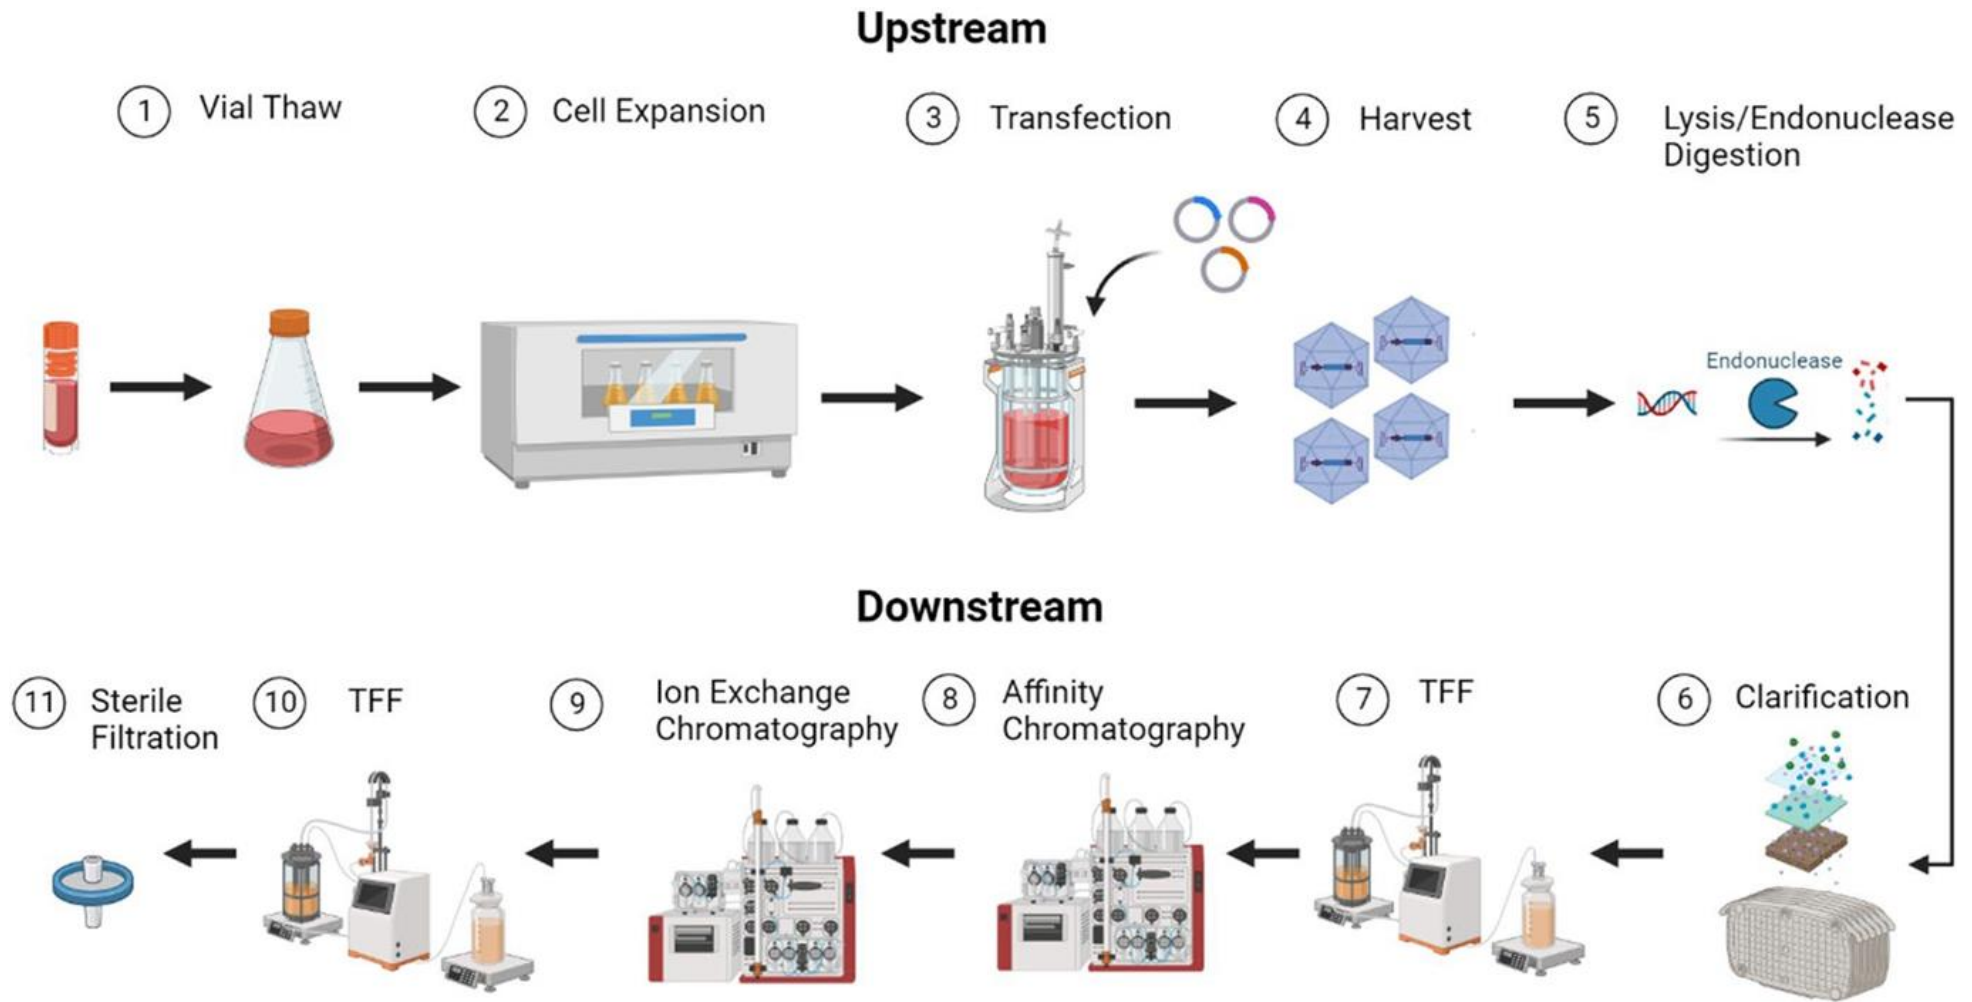 Upstream
1 Vial Thaw
2 Cell Expansion
3 Transfection
4 Harvest
5 Lysis/Endonuclease
Digestion
Endonuclease
Downstream
6 Clarification
7 TFF
8 Affinity
Chromatography
9 Ion Exchange
Chromatography
10 TFF
11 Sterile
Filtration